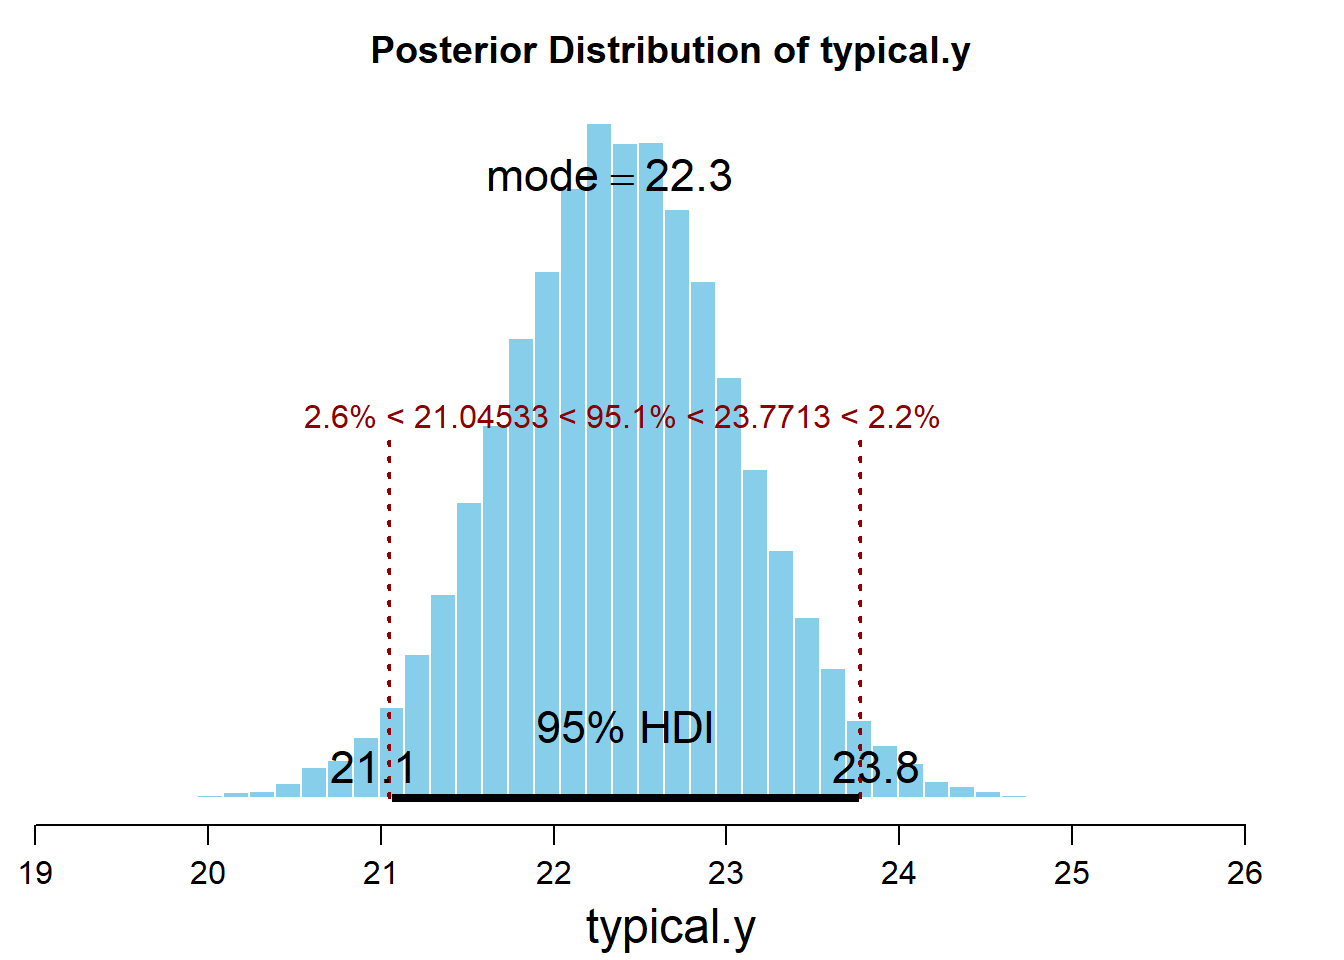 Posterior Distribution of typical.y
mode = 22.3
2.6% < 21.04533 < 95.1% < 23.7713 < 2.2%
95% HDI
21.1 23.8
19 20 21 22 23 24 25 26
typical.y